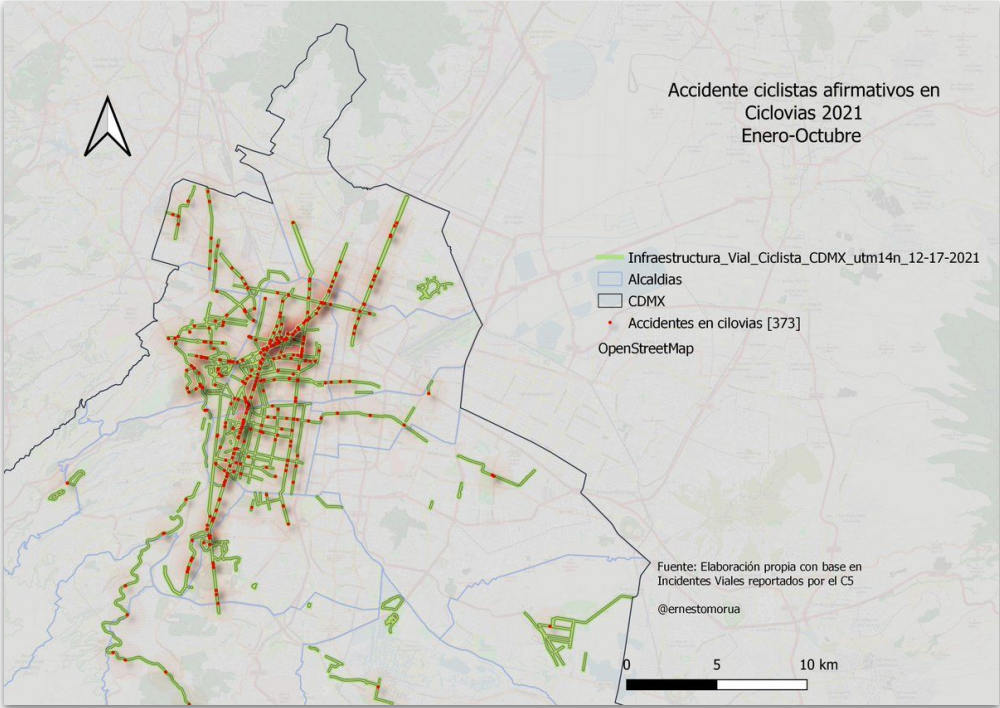 Accidente ciclistas afirmativos en
Ciclovias 2021
Enero-Octubre
Infraestructura_Vial_Ciclista_CDMX_utm14n_12-17-2021
Alcaldias
CDMX
Accidentes en cilovias [373]
OpenStreetMap
Fuente: Elaboración propia con base en
Incidentes Viales reportados por el C5
@ernestomorua
0 5 10 km